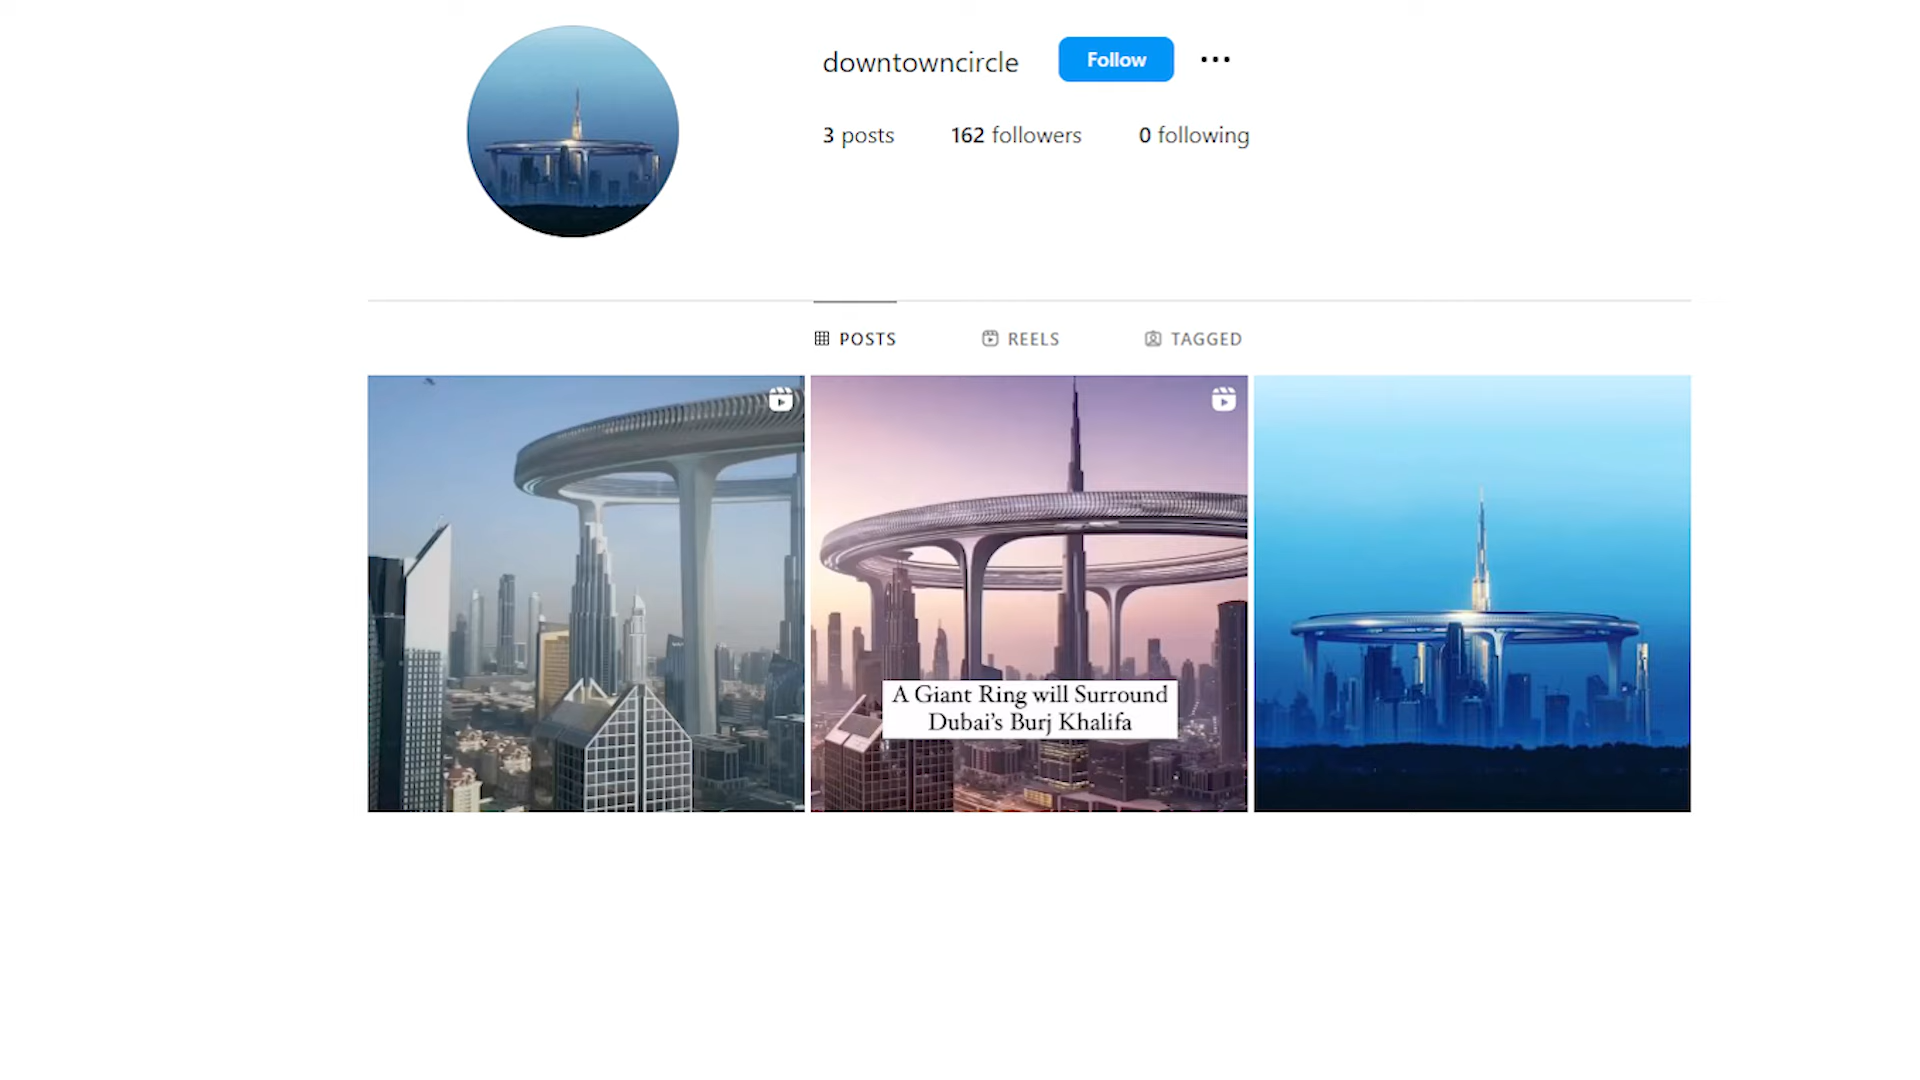 downtowncircle
Follow
3 posts 162 followers 0 following
POSTS REELS TAGGED
A Giant Ring will Surround
Dubai's Burj Khalifa